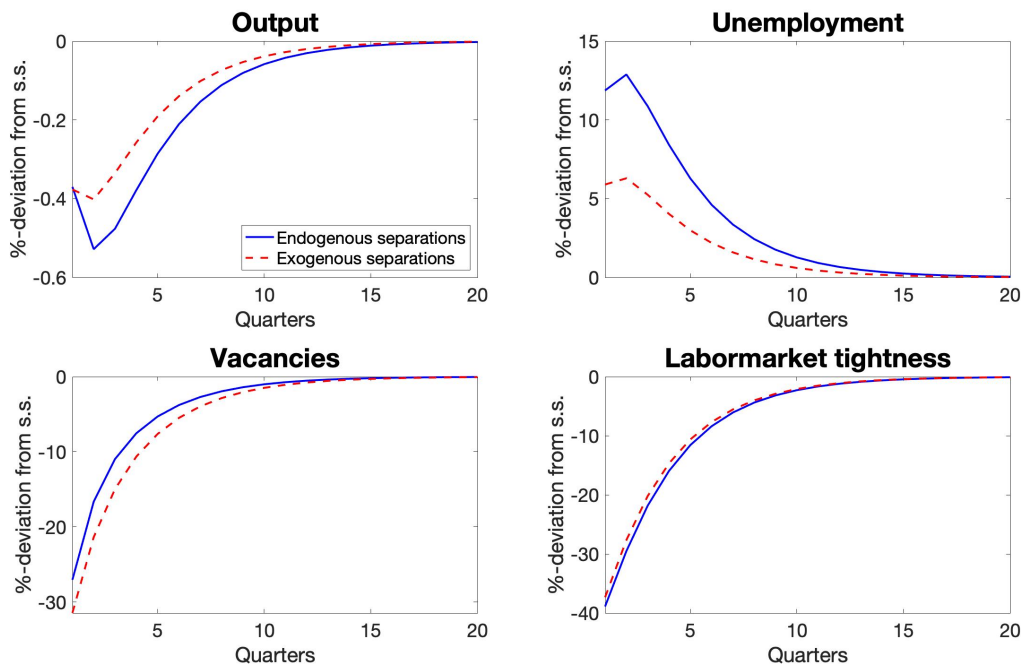 Output
%-deviation from s.s.
0
-0.2
-0.4
-0.6
5
10
15
20
Quarters
Endogenous separations
Exogenous separations
Unemployment
%-deviation from s.s.
15
10
5
0
5
10
15
20
Quarters
Vacancies
%-deviation from s.s.
0
-10
-20
-30
5
10
15
20
Quarters
Labormarket tightness
%-deviation from s.s.
0
-10
-20
-30
-40
5
10
15
20
Quarters